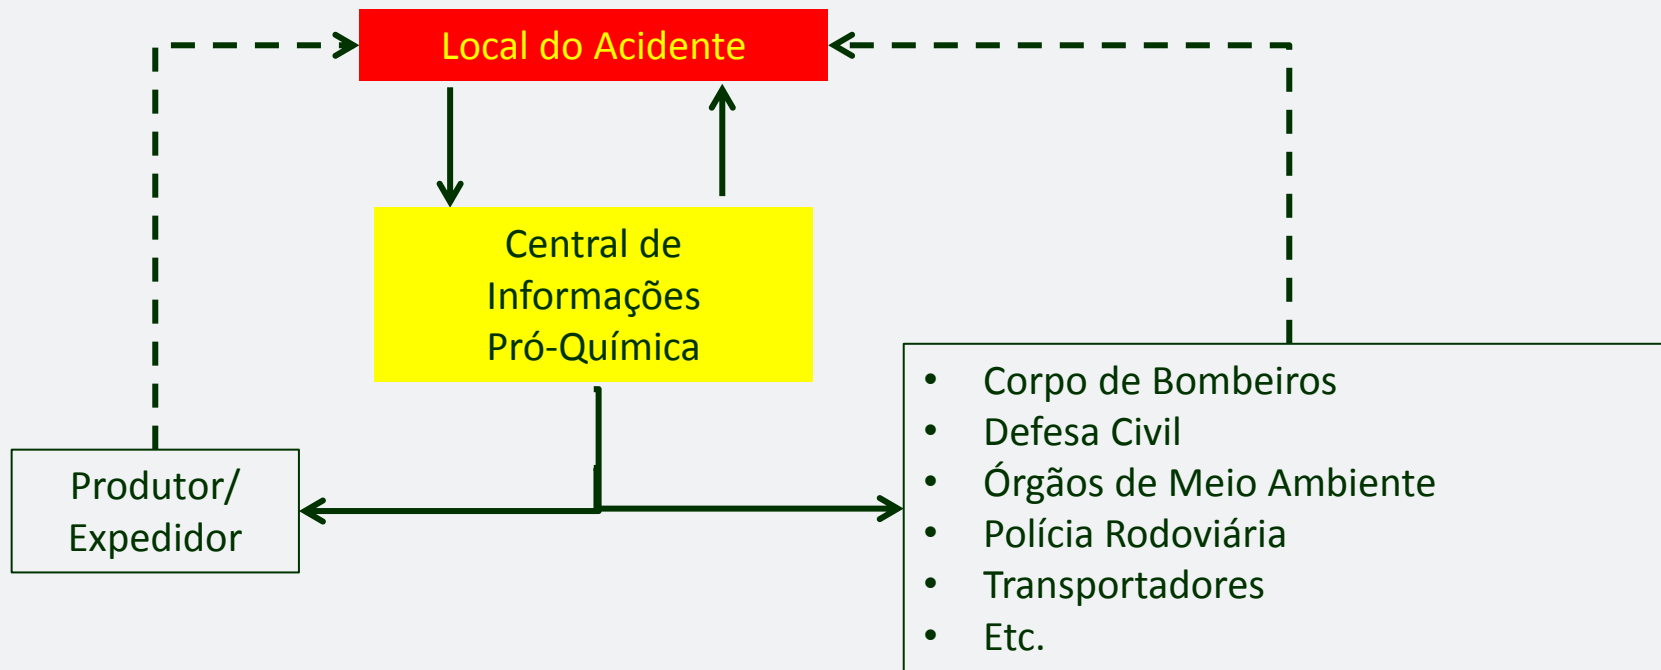 Local do Acidente
Central de
Informações
Pró-Química
Produtor/
Expedidor
• Corpo de Bombeiros
• Defesa Civil
• Órgãos de Meio Ambiente
• Polícia Rodoviária
• Transportadores
• Etc.